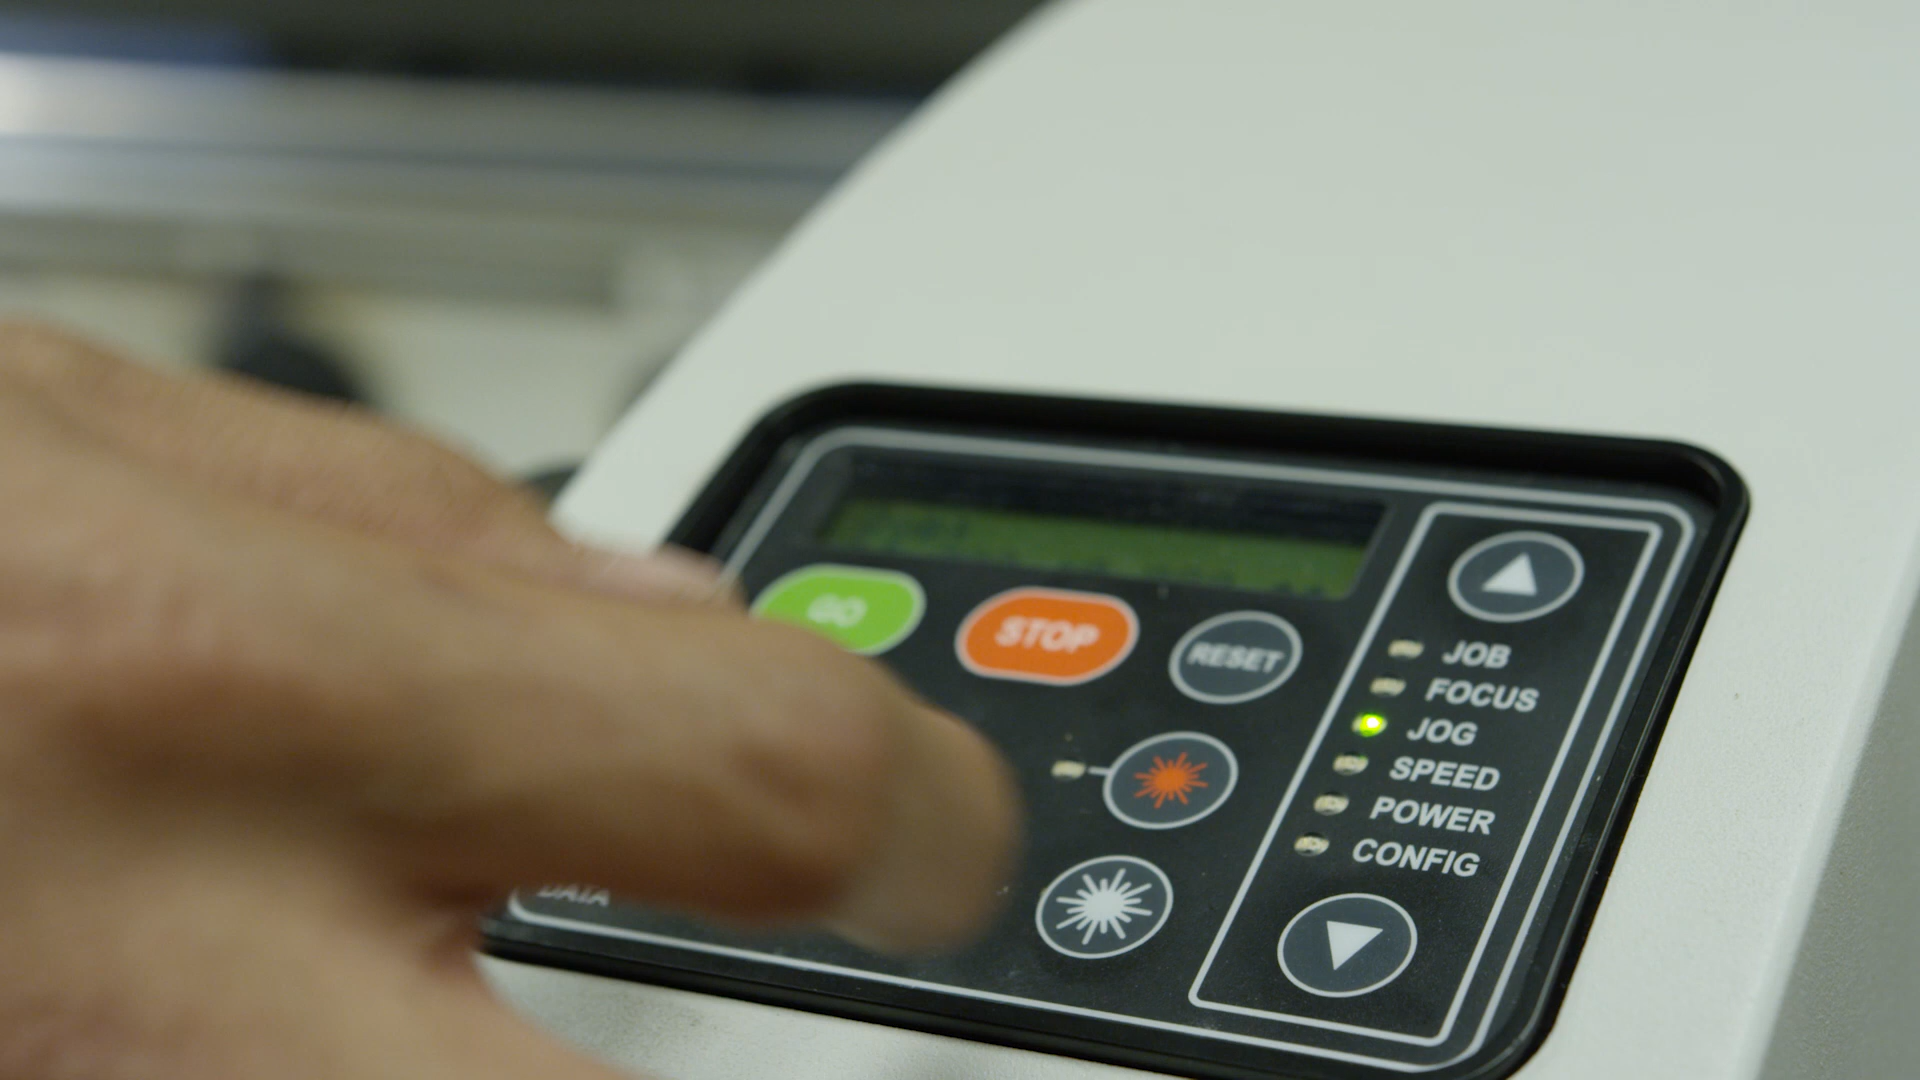 GO
STOP
RESET
JOB
FOCUS
JOG
SPEED
POWER
CONFIG
DATA